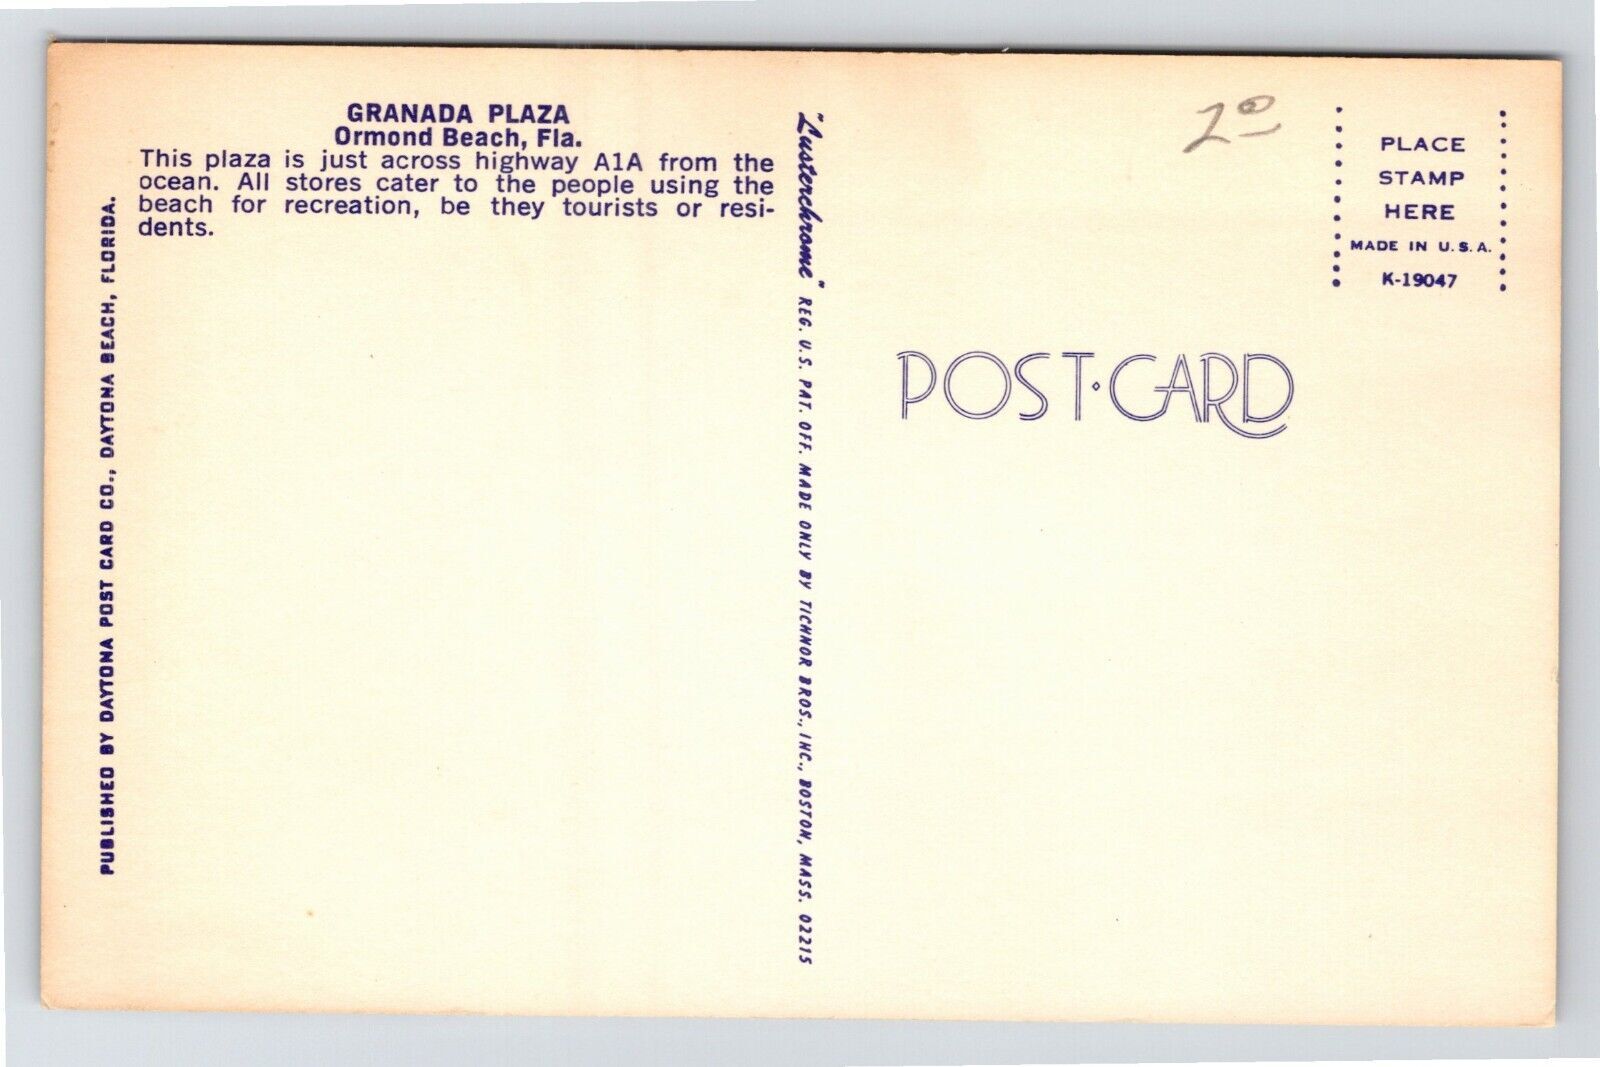 GRANADA PLAZA
Ormond Beach, Fla.
This plaza is just across highway A1A from the
ocean. All stores cater to the people using the
beach for recreation, be they tourists or resi-
dents.
PUBLISHED BY DAYTONA POST CARD CO., DAYTONA BEACH, FLORIDA.
"Lusterchrome" REG. U.S. PAT. OFF. MADE ONLY BY TICHNOR BROS., INC., BOSTON, MASS. 02215
2⁰
PLACE
STAMP
HERE
MADE IN U.S.A.
K-19047
POST·CARD